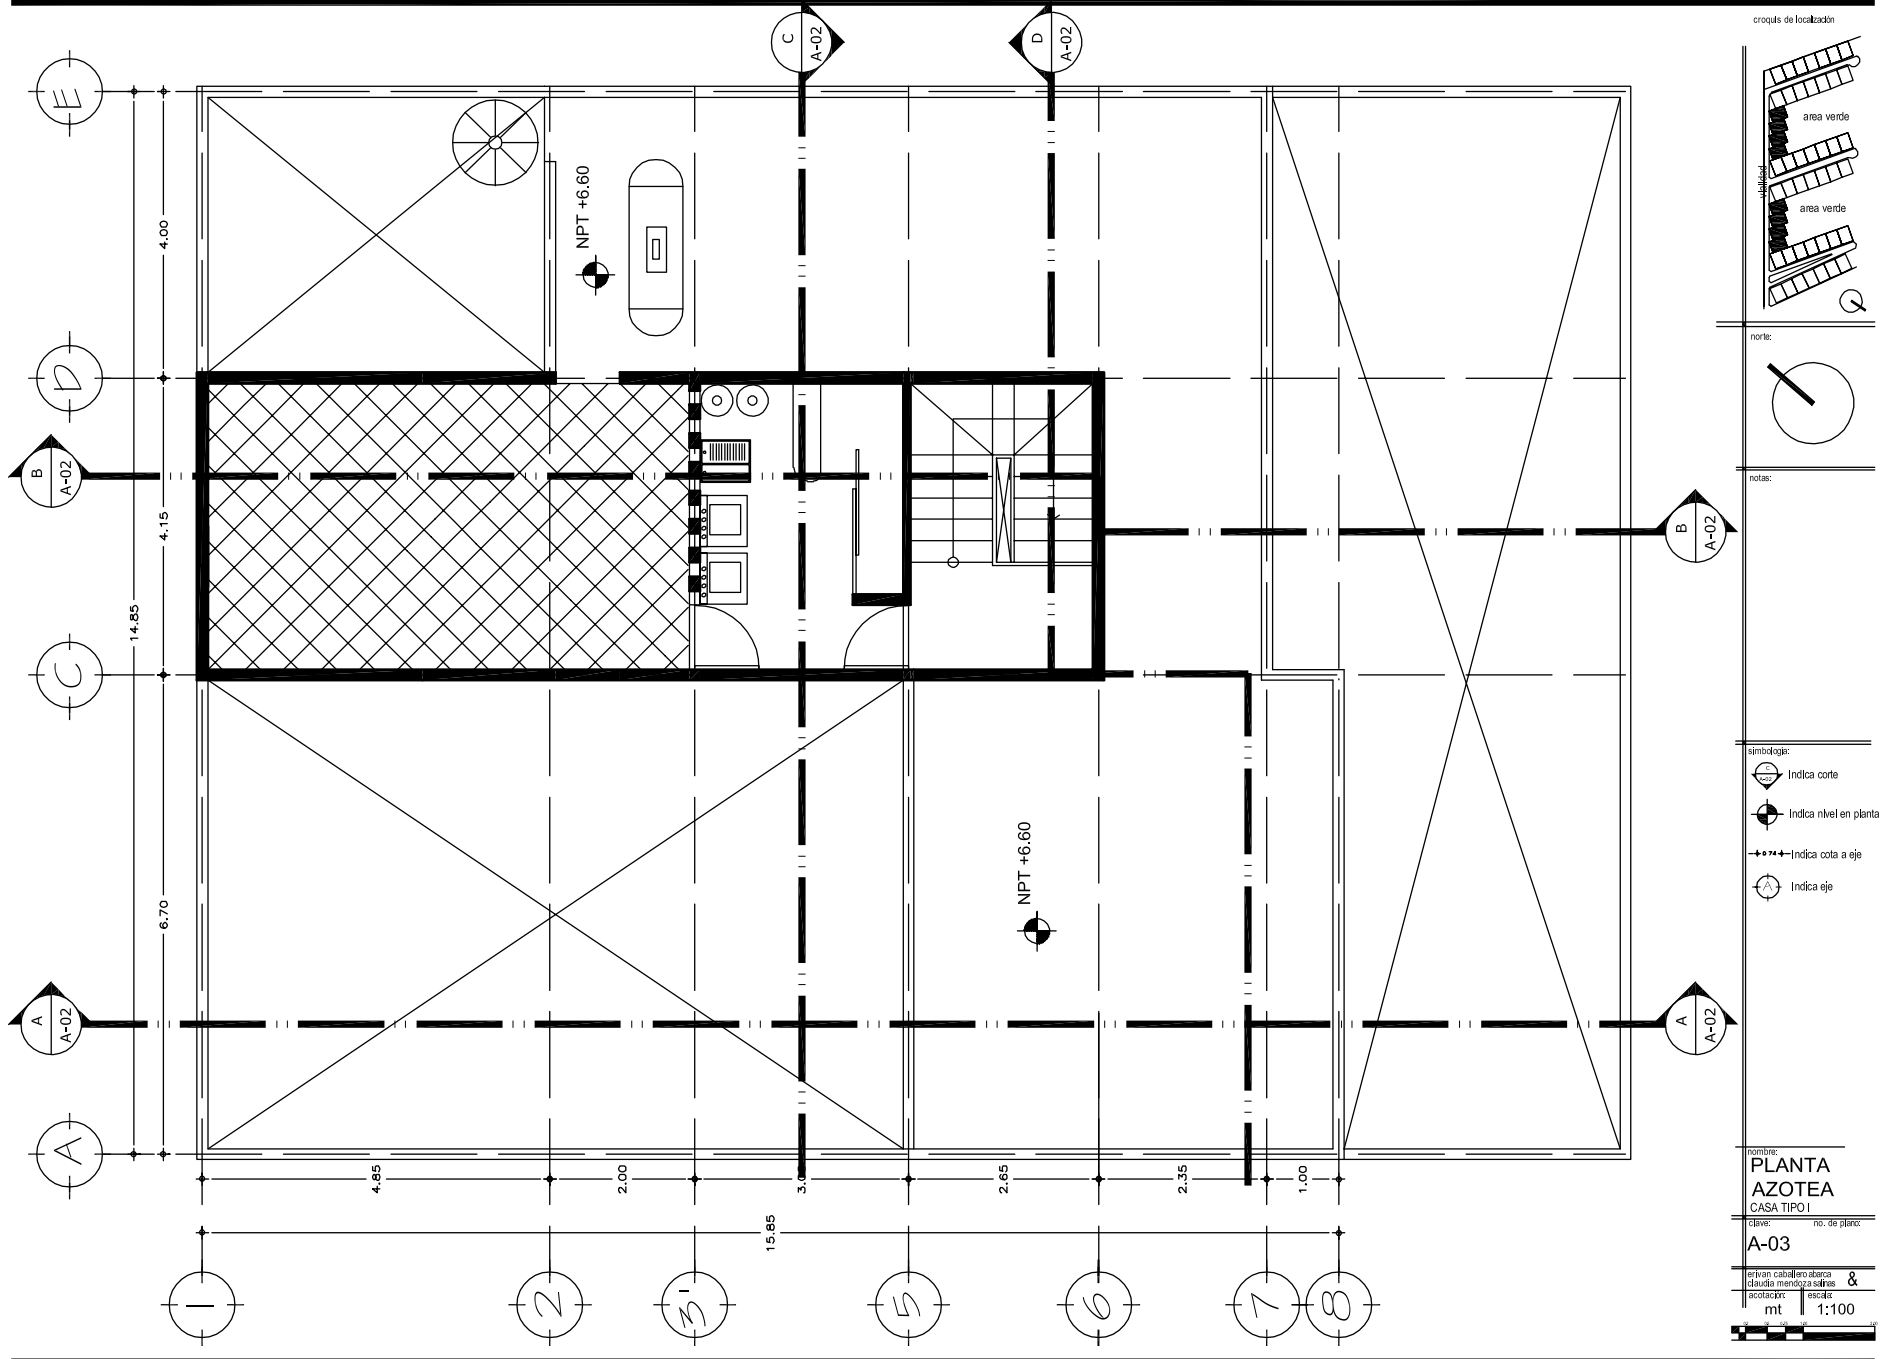 C
A-02
D
A-02
E
D
C
A
4.00
4.15
6.70
14.85
NPT +6.60
NPT +6.60
B
A-02
B
A-02
A
A-02
A
A-02
4.85
2.00
2.65
2.35
1.00
15.85
1
2
3'
5
6
7
8
croquis de localización
area verde
vialidad
area verde
norte:
notas:
simbologia:
C
A-02
Indica corte
Indica nivel en planta
0 74
Indica cota a eje
A
Indica eje
nombre:
PLANTA
AZOTEA
CASA TIPO I
clave: no. de plano:
A-03
erivan caballero abarca
claudia mendoza salinas &
acotación: escala:
mt 1:100